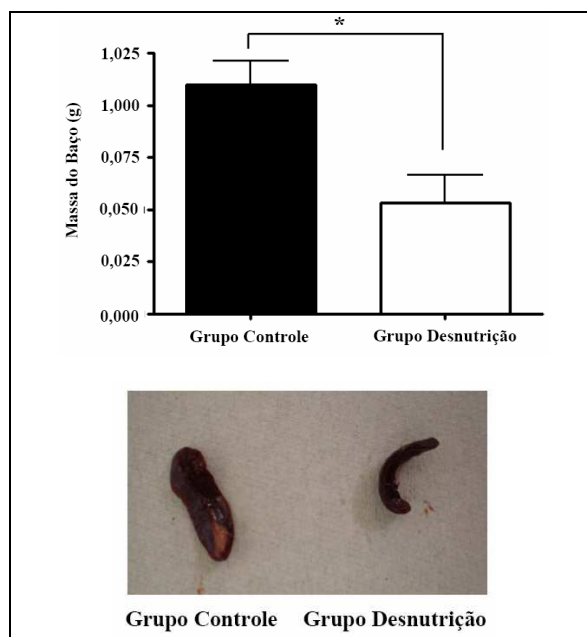 *
Massa do Baço (g)
1,025
1,000
0,075
0,050
0,025
0,000
Grupo Controle Grupo Desnutrição
Grupo Controle Grupo Desnutrição